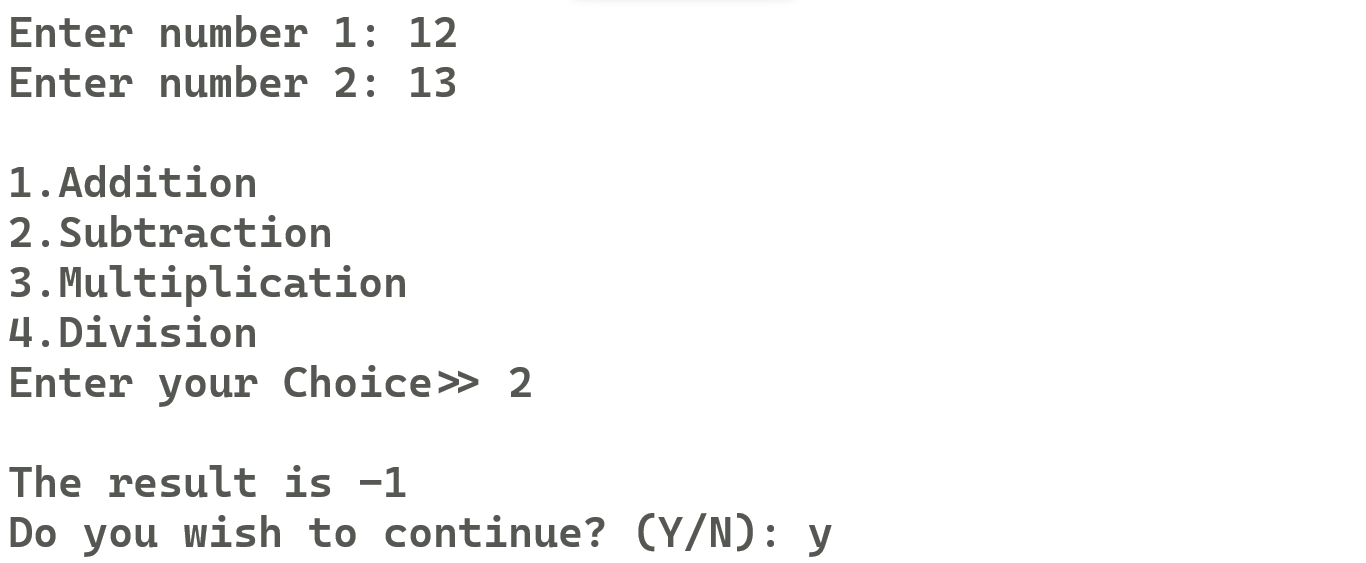 Enter number 1: 12
Enter number 2: 13
1.Addition
2.Subtraction
3.Multiplication
4.Division
Enter your Choice>> 2
The result is -1
Do you wish to continue? (Y/N): y